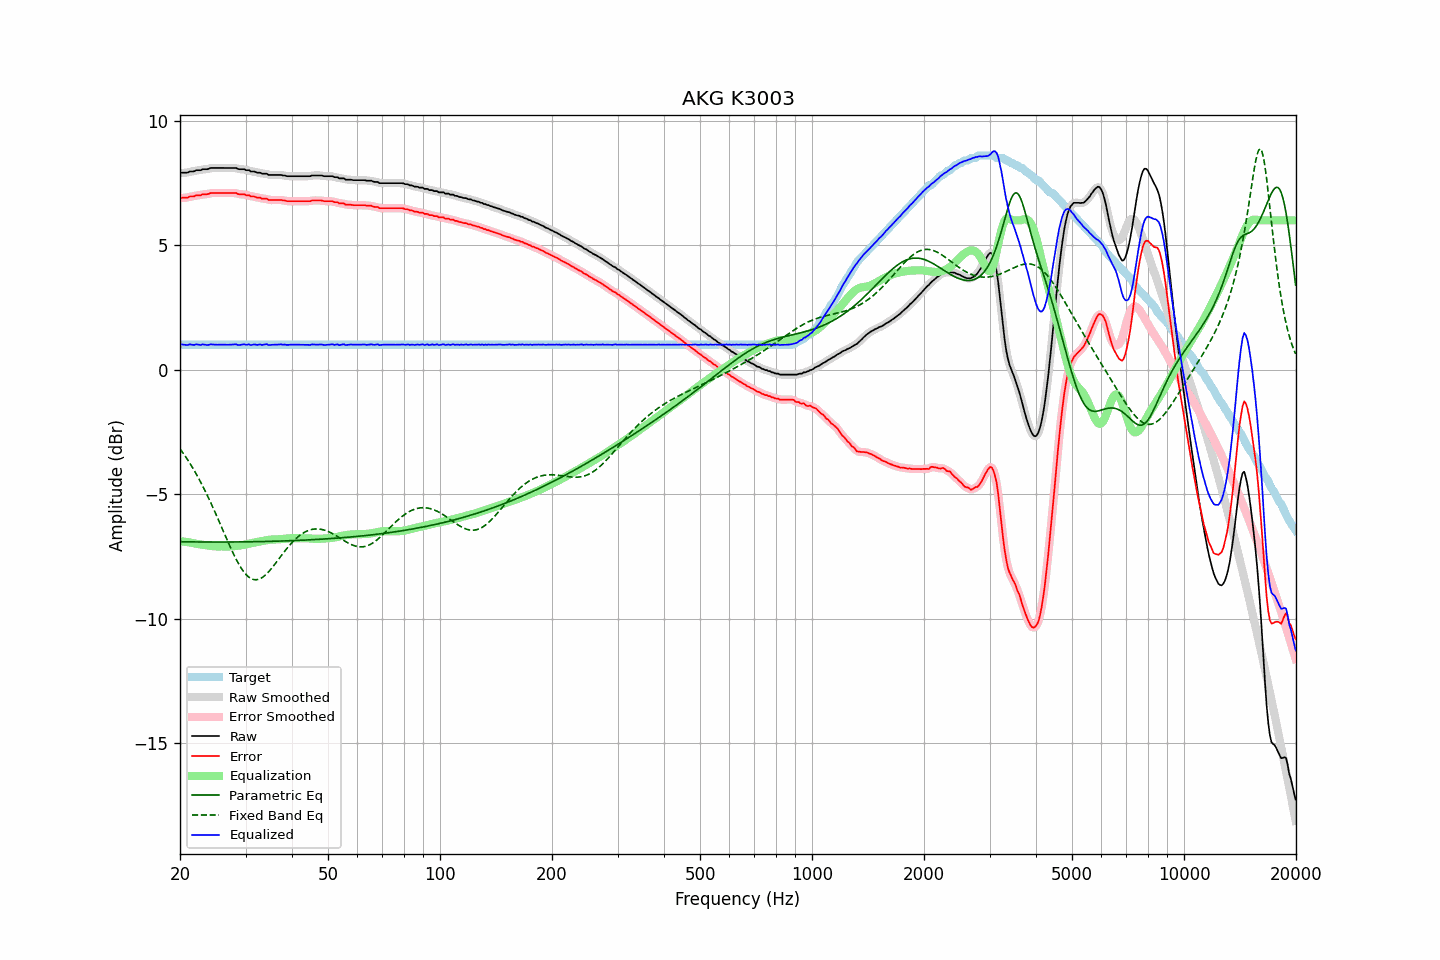 AKG K3003
Amplitude (dBr)
10
5
0
−5
−10
−15
Target
Raw Smoothed
Error Smoothed
Raw
Error
Equalization
Parametric Eq
Fixed Band Eq
Equalized
20 50 100 200 500 1000 2000 5000 10000 20000
Frequency (Hz)